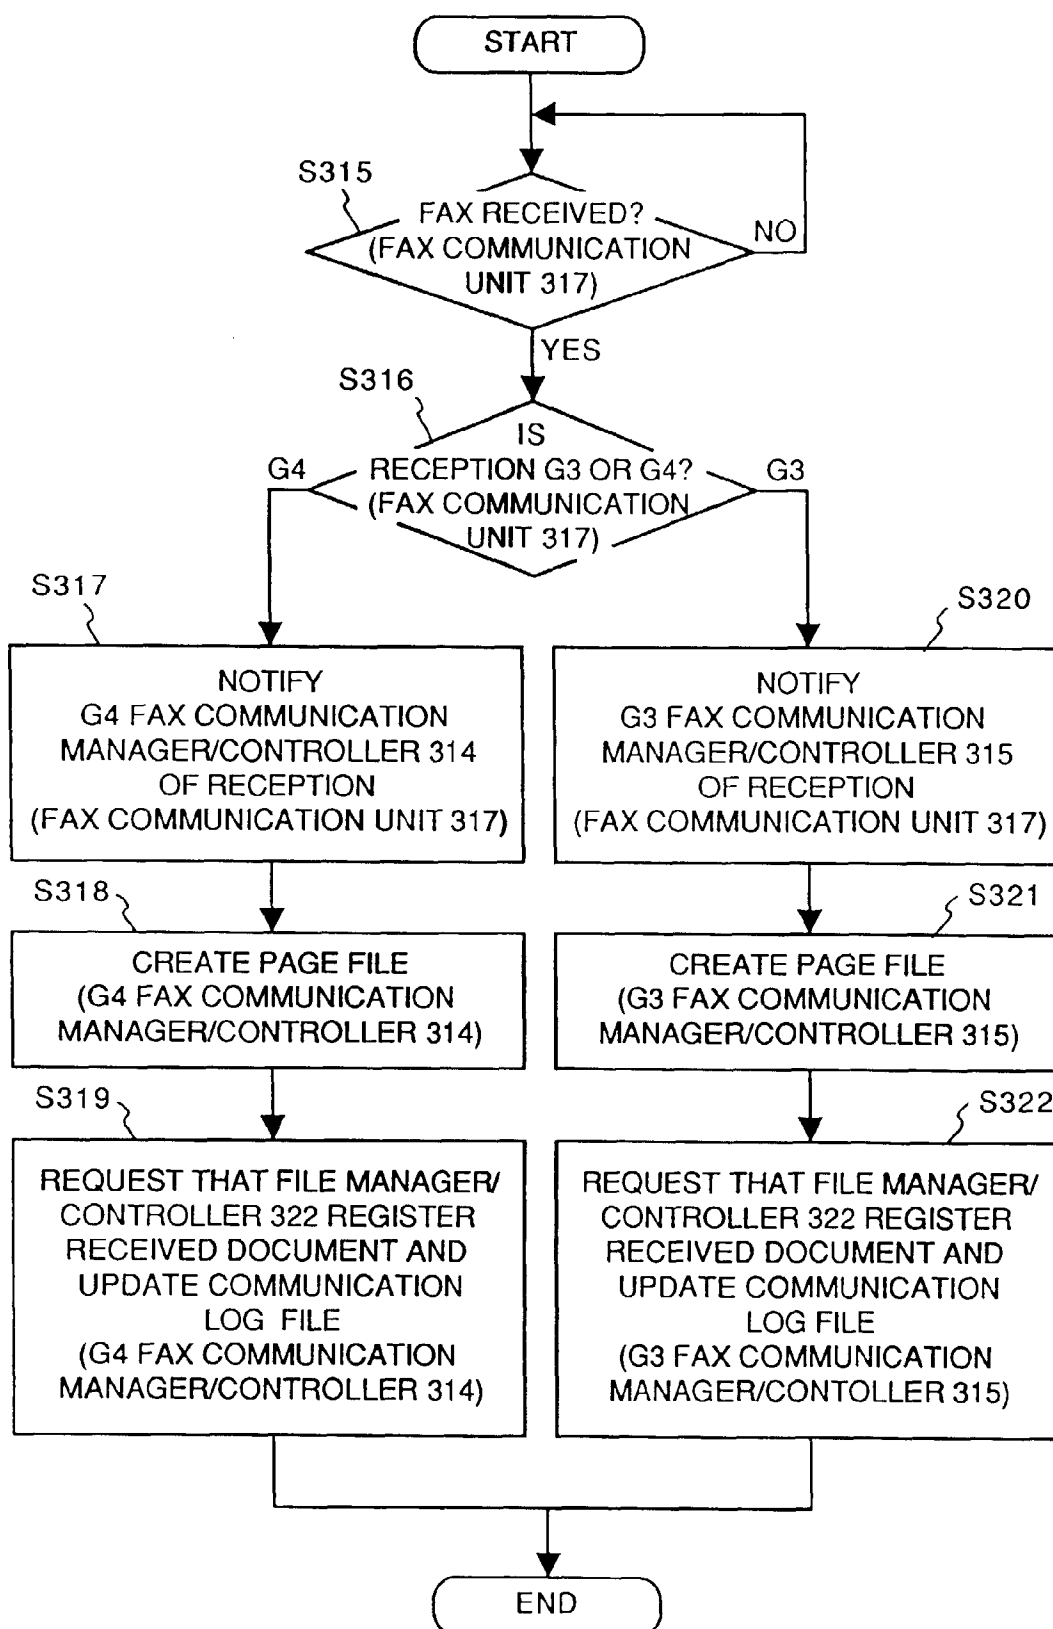 START
S315
FAX RECEIVED?
(FAX COMMUNICATION
UNIT 317)
NO
YES
S316
IS
RECEPTION G3 OR G4?
(FAX COMMUNICATION
UNIT 317)
G4
G3
S317
NOTIFY
G4 FAX COMMUNICATION
MANAGER/CONTROLLER 314
OF RECEPTION
(FAX COMMUNICATION UNIT 317)
S320
NOTIFY
G3 FAX COMMUNICATION
MANAGER/CONTROLLER 315
OF RECEPTION
(FAX COMMUNICATION UNIT 317)
S318
CREATE PAGE FILE
(G4 FAX COMMUNICATION
MANAGER/CONTROLLER 314)
S321
CREATE PAGE FILE
(G3 FAX COMMUNICATION
MANAGER/CONTROLLER 315)
S319
REQUEST THAT FILE MANAGER/
CONTROLLER 322 REGISTER
RECEIVED DOCUMENT AND
UPDATE COMMUNICATION
LOG FILE
(G4 FAX COMMUNICATION
MANAGER/CONTROLLER 314)
S322
REQUEST THAT FILE MANAGER/
CONTROLLER 322 REGISTER
RECEIVED DOCUMENT AND
UPDATE COMMUNICATION
LOG FILE
(G3 FAX COMMUNICATION
MANAGER/CONTOLLER 315)
END